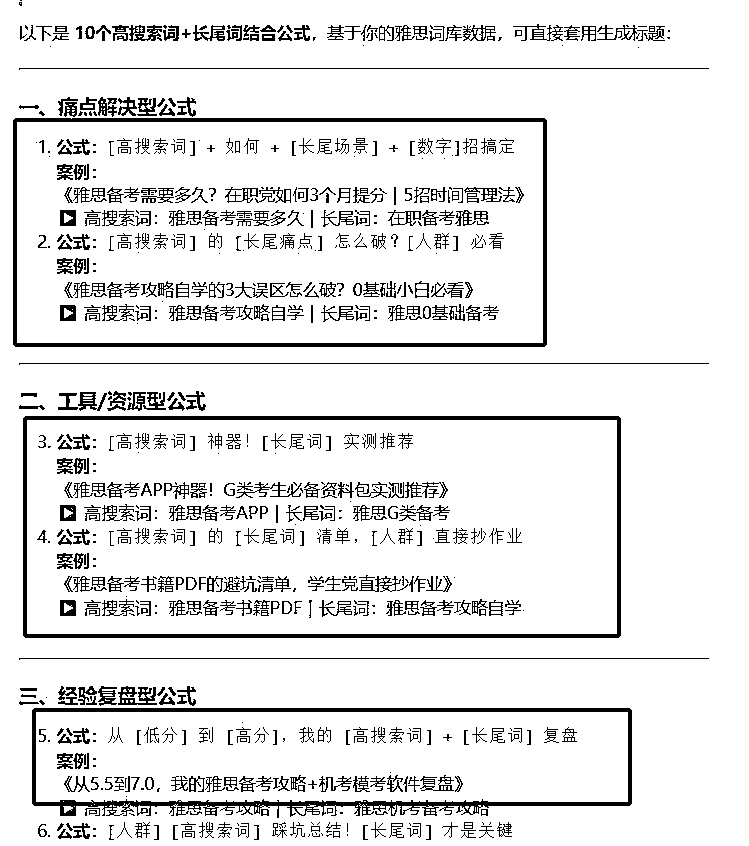 以下是 10个高搜索词+长尾词结合公式，基于你的雅思词库数据，可直接套用生成标题：
一、痛点解决型公式
1. 公式：[高搜索词] + 如何 + [长尾场景] + [数字]招搞定
案例：
《雅思备考需要多久？在职党如何3个月提分 | 5招时间管理法》
▶ 高搜索词：雅思备考需要多久 | 长尾词：在职备考雅思
2. 公式：[高搜索词] 的 [长尾痛点] 怎么破？[人群] 必看
案例：
《雅思备考攻略自学的3大误区怎么破？0基础小白必看》
▶ 高搜索词：雅思备考攻略自学 | 长尾词：雅思0基础备考
二、工具/资源型公式
3. 公式：[高搜索词] 神器！[长尾词] 实测推荐
案例：
《雅思备考APP神器！G类考生必备资料包实测推荐》
▶ 高搜索词：雅思备考APP | 长尾词：雅思G类备考
4. 公式：[高搜索词] 的 [长尾词] 清单，[人群] 直接抄作业
案例：
《雅思备考书籍PDF的避坑清单，学生党直接抄作业》
▶ 高搜索词：雅思备考书籍PDF | 长尾词：雅思备考攻略自学
三、经验复盘型公式
5. 公式：从 [低分] 到 [高分]，我的 [高搜索词] + [长尾词] 复盘
案例：
《从5.5到7.0，我的雅思备考攻略+机考模考软件复盘》
▶ 高搜索词：雅思备考攻略 | 长尾词：雅思机考备考攻略
6. 公式：[人群] [高搜索词] 踩坑总结！[长尾词] 才是关键